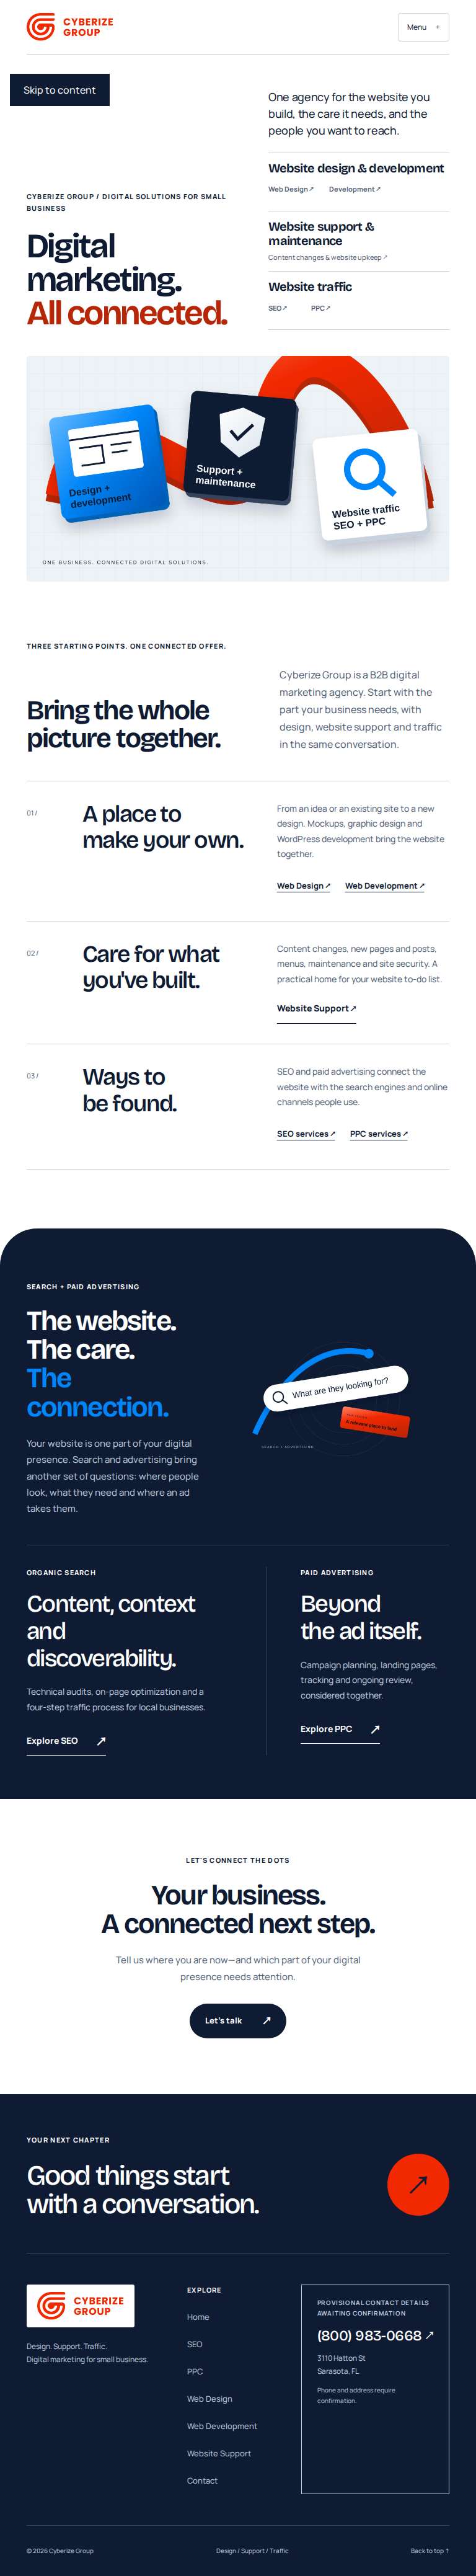 CYBERIZE
GROUP
Menu +
Skip to content
One agency for the website you
build, the care it needs, and the
people you want to reach.
Website design & development
Web Design↗ Development↗
Website support &
maintenance
Content changes & website upkeep↗
Website traffic
SEO↗ PPC↗
CYBERIZE GROUP / DIGITAL SOLUTIONS FOR SMALL
BUSINESS
Digital
marketing.
All connected.
Design +
development
Support +
maintenance
Website traffic
SEO + PPC
ONE BUSINESS. CONNECTED DIGITAL SOLUTIONS.
THREE STARTING POINTS. ONE CONNECTED OFFER.
Bring the whole
picture together.
Cyberize Group is a B2B digital
marketing agency. Start with the
part your business needs, with
design, website support and traffic
in the same conversation.
01 /
A place to
make your own.
From an idea or an existing site to a new
design. Mockups, graphic design and
WordPress development bring the website
together.
Web Design↗ Web Development↗
02 /
Care for what
you've built.
Content changes, new pages and posts,
menus, maintenance and site security. A
practical home for your website to-do list.
Website Support↗
03 /
Ways to
be found.
SEO and paid advertising connect the
website with the search engines and online
channels people use.
SEO services↗ PPC services↗
SEARCH + PAID ADVERTISING
The website.
The care.
The
connection.
Your website is one part of your digital
presence. Search and advertising bring
another set of questions: where people
look, what they need and where an ad
takes them.
What are they looking for?
A relevant place to land.
SEARCH + ADVERTISING
ORGANIC SEARCH
Content, context
and
discoverability.
Technical audits, on-page optimization and a
four-step traffic process for local businesses.
Explore SEO ↗
PAID ADVERTISING
Beyond
the ad itself.
Campaign planning, landing pages,
tracking and ongoing review,
considered together.
Explore PPC ↗
LET'S CONNECT THE DOTS
Your business.
A connected next step.
Tell us where you are now—and which part of your digital
presence needs attention.
Let's talk ↗
YOUR NEXT CHAPTER
Good things start
with a conversation.
↗
CYBERIZE
GROUP
Design. Support. Traffic.
Digital marketing for small business.
EXPLORE
Home
SEO
PPC
Web Design
Web Development
Website Support
Contact
PROVISIONAL CONTACT DETAILS
AWAITING CONFIRMATION
(800) 983-0668 ↗
3110 Hatton St
Sarasota, FL
Phone and address require
confirmation.
© 2026 Cyberize Group
Design / Support / Traffic
Back to top ↑